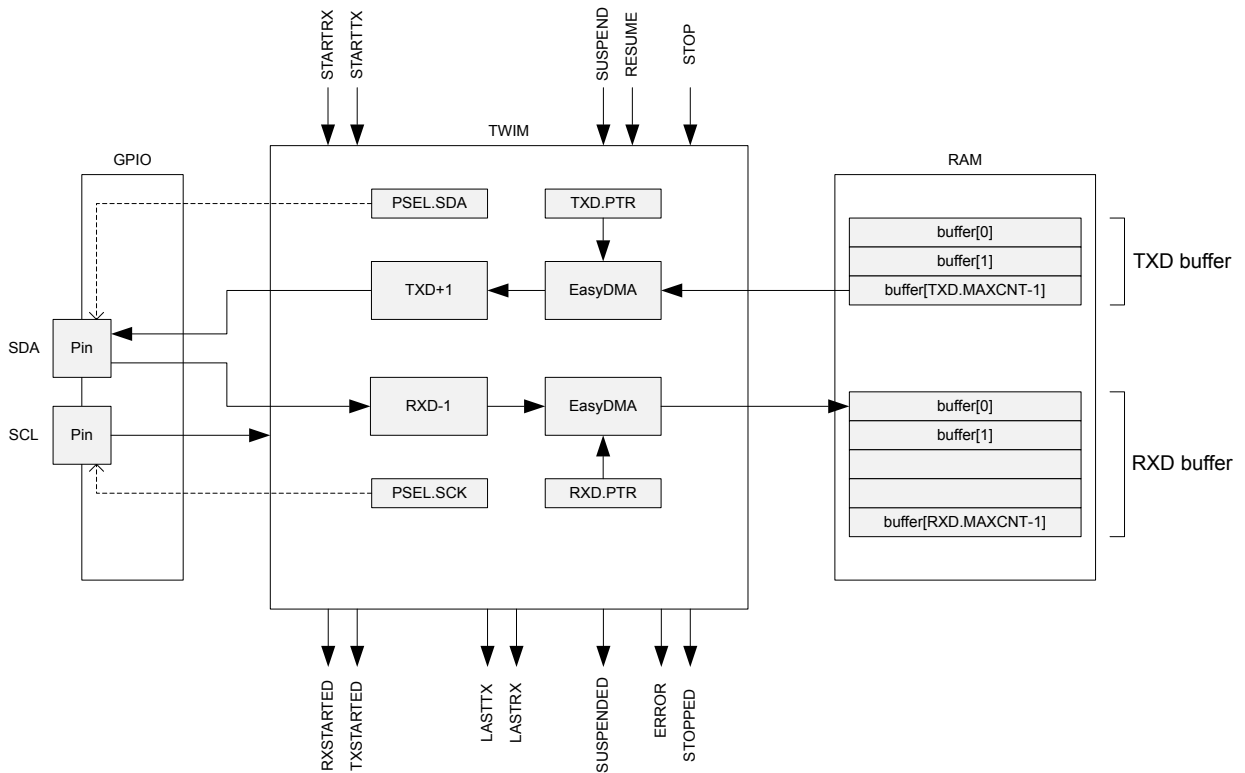 STARTRX
STARTTX
SUSPEND
RESUME
STOP
GPIO
TWIM
RAM
PSEL.SDA
TXD.PTR
buffer[0]
buffer[1]
buffer[TXD.MAXCNT-1]
TXD buffer
TXD+1
EasyDMA
SDA
Pin
RXD-1
EasyDMA
SCL
Pin
buffer[0]
buffer[1]
buffer[RXD.MAXCNT-1]
RXD buffer
PSEL.SCK
RXD.PTR
RXSTARTED
TXSTARTED
LASTTX
LASTRX
SUSPENDED
ERROR
STOPPED